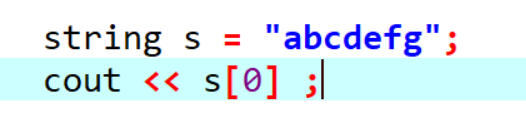 string s = "abcdefg";
cout << s[0] ;